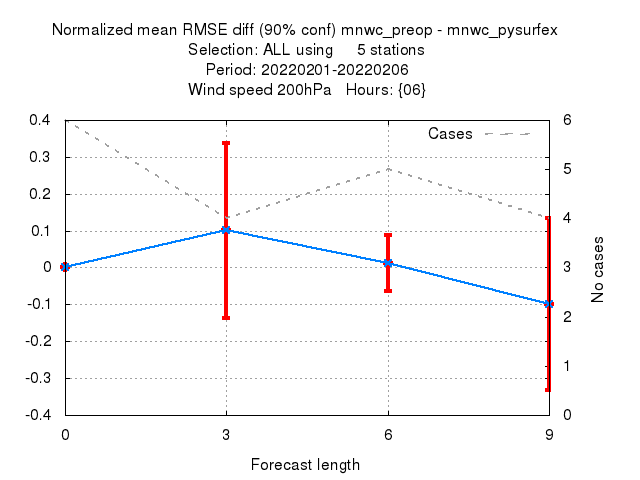 Normalized mean RMSE diff (90% conf) mnwc_preop - mnwc_pysurfex
Selection: ALL using 5 stations
Period: 20220201-20220206
Wind speed 200hPa Hours: {06}
Cases
0.4
0.3
0.2
0.1
0
-0.1
-0.2
-0.3
-0.4
6
5
4
3
2
1
0
No cases
0 3 6 9
Forecast length